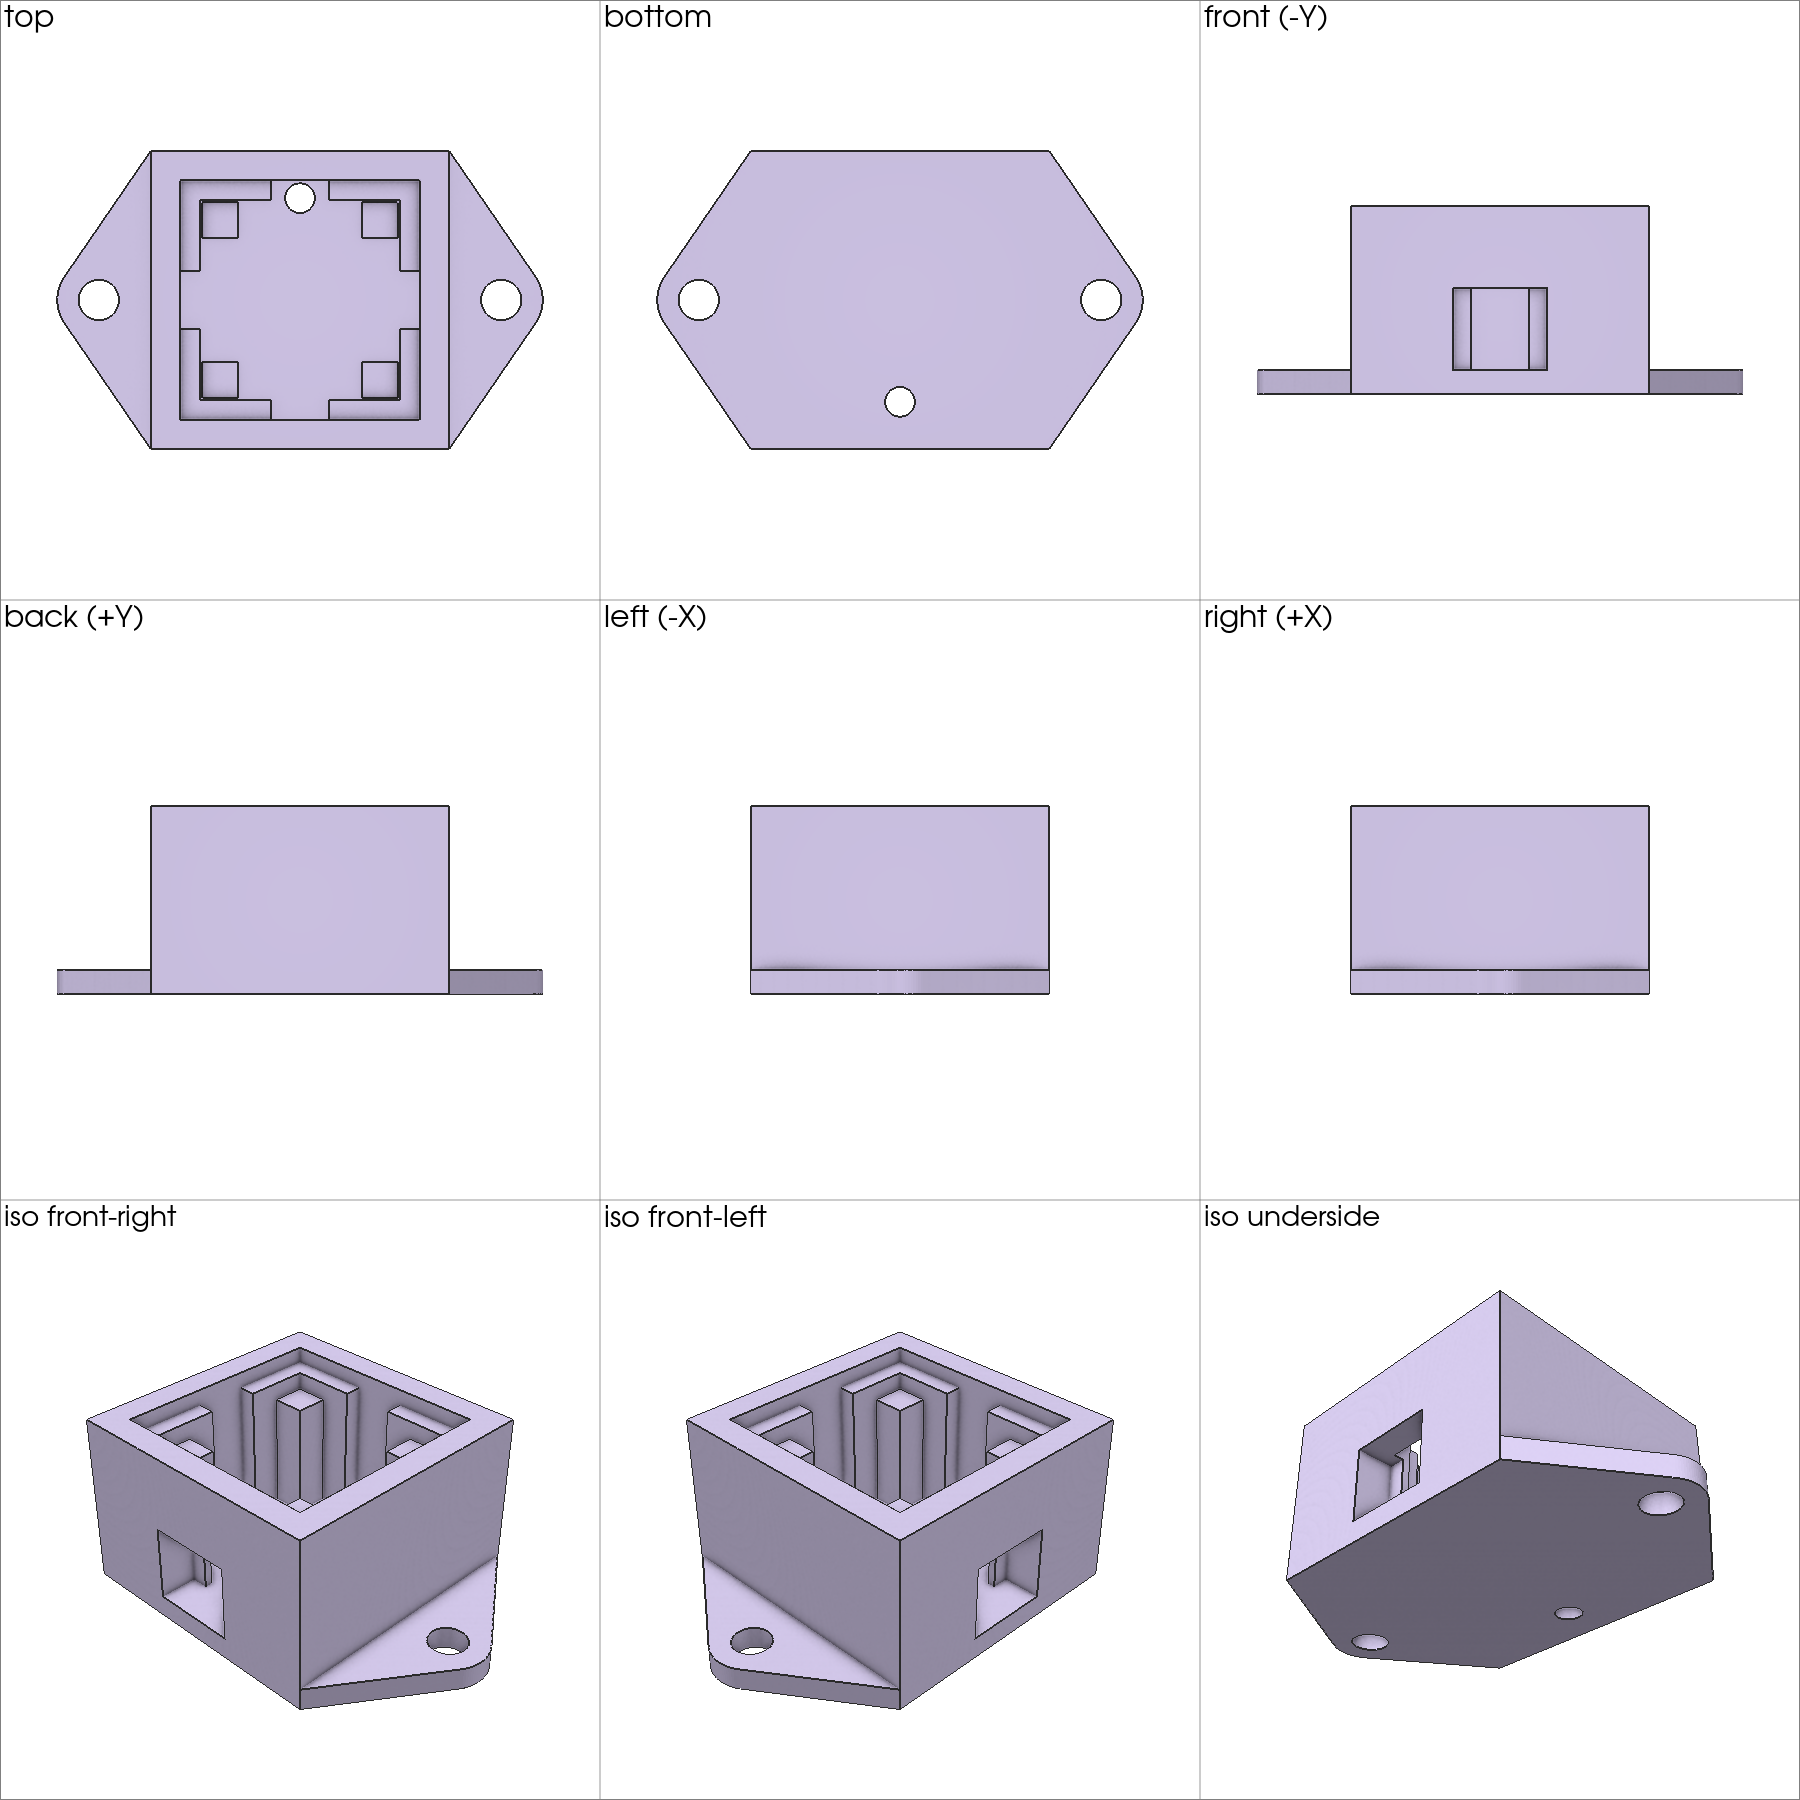 top
bottom
front (-Y)
back (+Y)
left (-X)
right (+X)
iso front-right
iso front-left
iso underside